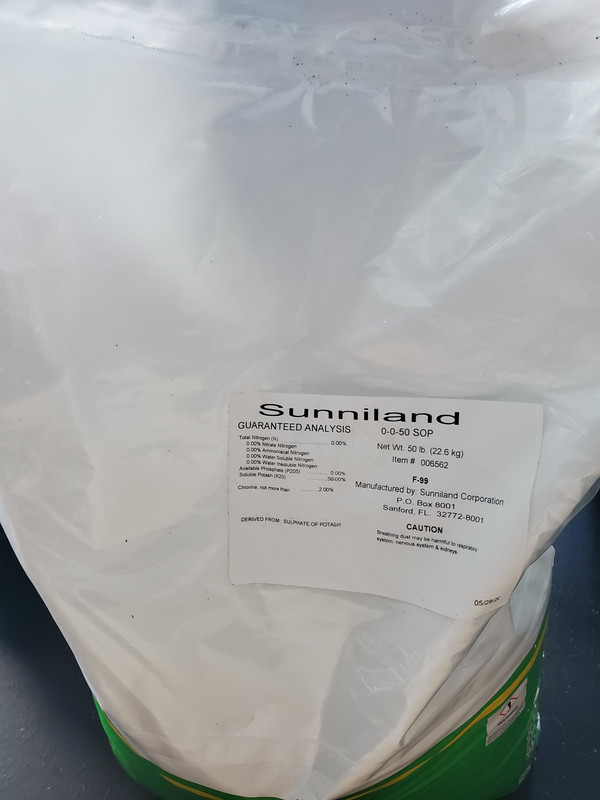 Sunniland
GUARANTEED ANALYSIS
Total Nitrogen (N) 0.00%
0.00% Nitrate Nitrogen
0.00% Ammoniacal Nitrogen
0.00% Water Soluble Nitrogen
0.00% Water Insoluble Nitrogen
Available Phosphate (P205) 0.00%
Soluble Potash (K20) 50.00%
Chlorine, not more than 2.00%
DERIVED FROM: SULPHATE OF POTASH
0-0-50 SOP
Net Wt. 50 lb. (22.6 kg)
Item # 006562
F-99
Manufactured by: Sunniland Corporation
P.O. Box 8001
Sanford, FL. 32772-8001
CAUTION
Breathing dust may be harmful to respiratory
system, nervous system & kidneys.